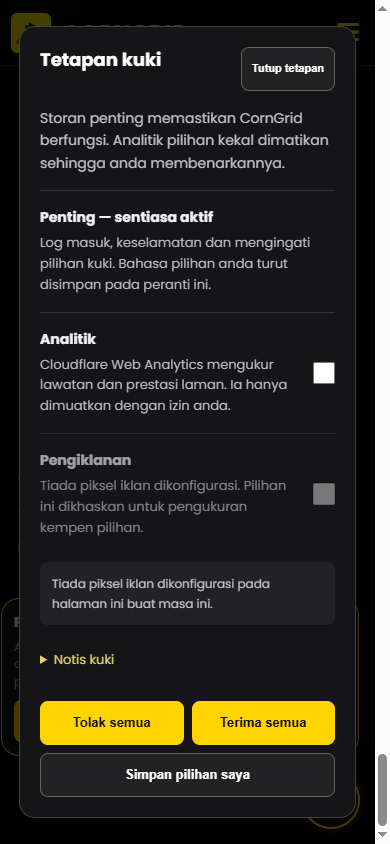 Tetapan kuki
Tutup tetapan
Storan penting memastikan CornGrid
berfungsi. Analitik pilihan kekal dimatikan
sehingga anda membenarkannya.
Penting — sentiasa aktif
Log masuk, keselamatan dan mengingati
pilihan kuki. Bahasa pilihan anda turut
disimpan pada peranti ini.
Analitik
Cloudflare Web Analytics mengukur
lawatan dan prestasi laman. Ia hanya
dimuatkan dengan izin anda.
Pengiklanan
Tiada piksel iklan dikonfigurasi. Pilihan
ini dikhaskan untuk pengukuran
kempen pilihan.
Tiada piksel iklan dikonfigurasi pada
halaman ini buat masa ini.
Notis kuki
Tolak semua
Terima semua
Simpan pilihan saya